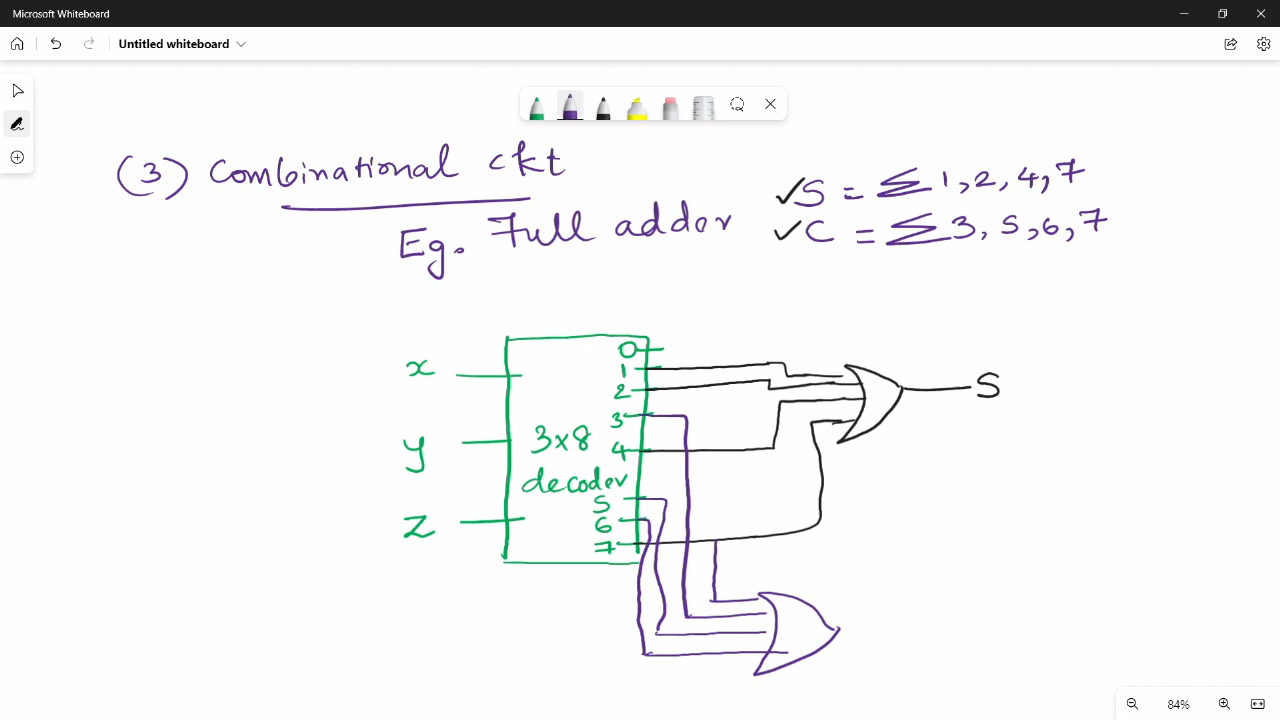 Microsoft Whiteboard
Untitled whiteboard
(3) Combinational ckt
Eg. Full adder
✓S = Σ 1, 2, 4, 7
✓C = Σ 3, 5, 6, 7
x
y
z
3x8
decoder
0
1
2
3
4
5
6
7
S
84%